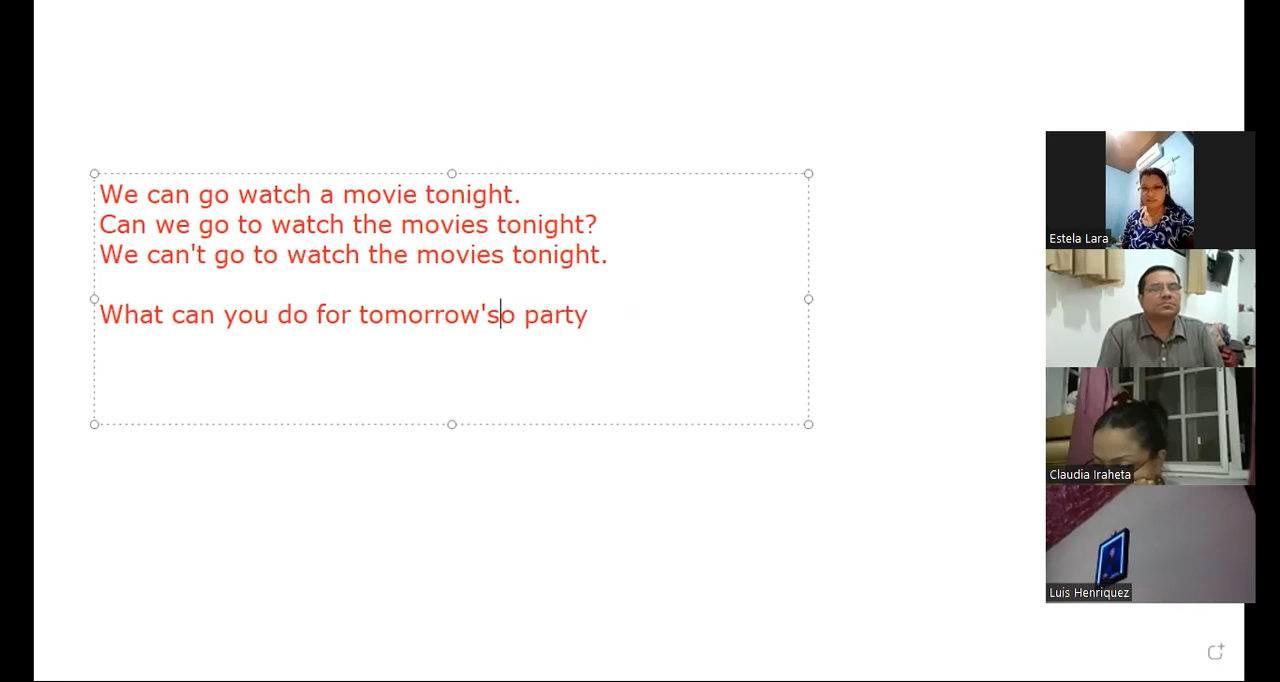 We can go watch a movie tonight.
Can we go to watch the movies tonight?
We can't go to watch the movies tonight.
What can you do for tomorrow'so party
Estela Lara
Claudia Iraheta
Luis Henriquez